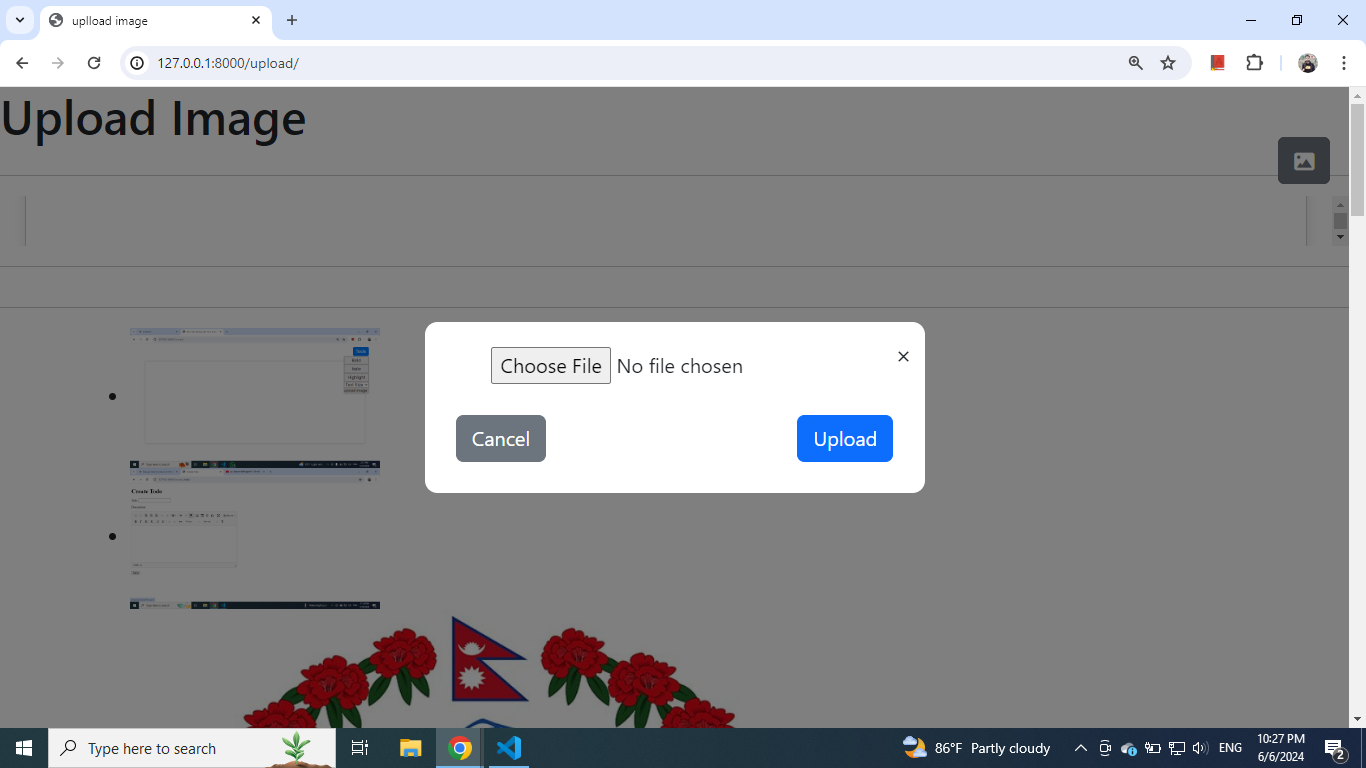 uplload image
127.0.0.1:8000/upload/
Upload Image
Choose File No file chosen
×
Cancel
Upload
Create Todo
Type here to search
86°F Partly cloudy
ENG
10:27 PM
6/6/2024
2